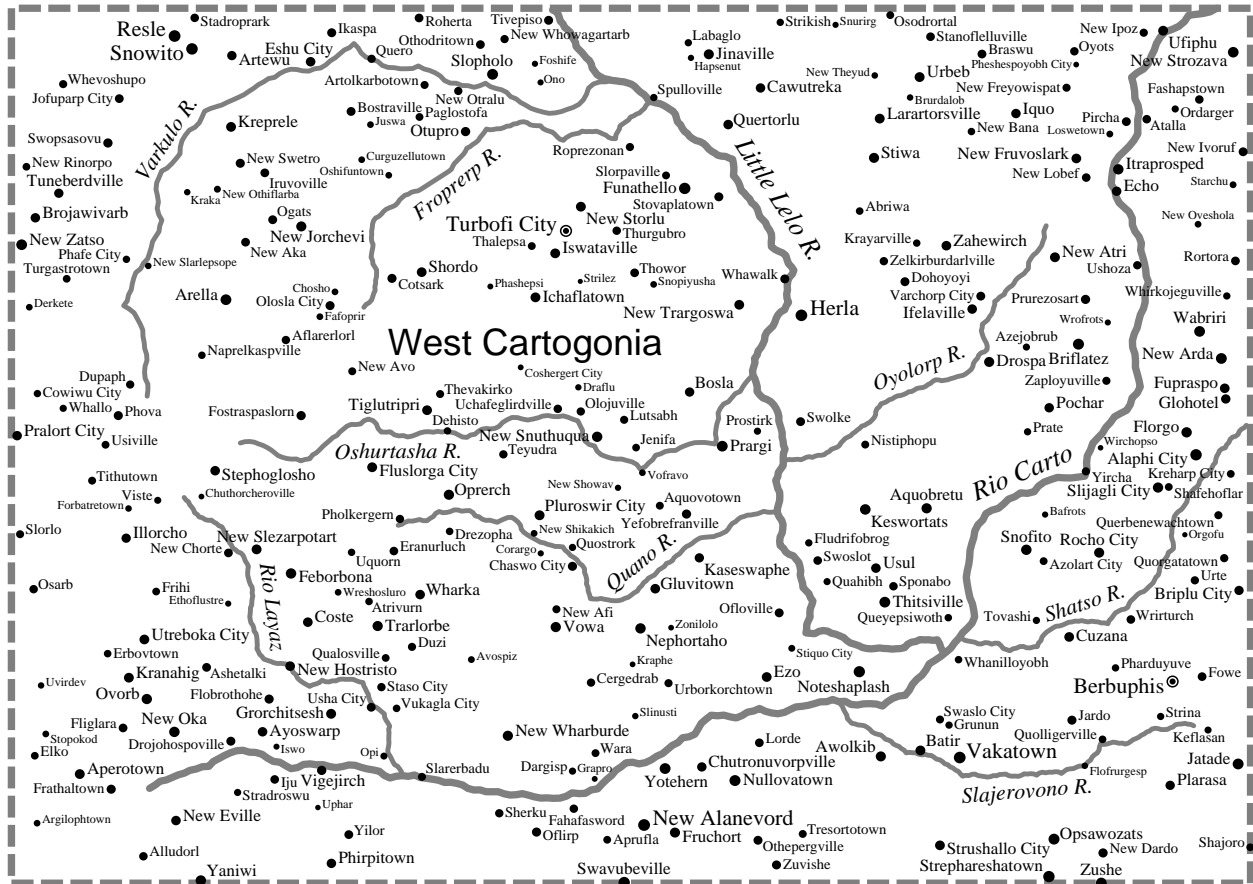 Stadroprark
Resle
Snowito
Artewu
Eshu City
Ikaspa
Roherta
Othodritown
Quero
Artolkarbotown
Slopholo
Tivepiso
New Whowagartarb
Foshife
Ono
New Otralu
Bostraville
Paglostofa
Juswa
Otupro
Spulloville
Labaglo
Jinaville
Hapsenut
Strikish
Snurirg
Osodrortal
Stanoflelluville
Cawutreka
New Theyud
Urbeb
Braswu
Pheshespoyobh City
Oyots
New Ipoz
Ufiphu
New Strozava
Brurdalob
New Freyowispat
Iquo
Larartorsville
New Bana
Loswetown
Pircha
Atalla
Fashapstown
Ordarger
Whevoshupo
Jofuparp City
Swopsasovu
Varkulo R.
Kreprele
New Rinorpo
Tuneberdville
Brojawivarb
New Zatso
Phafe City
Turgastrotown
Derkete
New Swetro
Iruvoville
Kraka
New Othiflarba
Ogats
New Jorchevi
New Aka
New Slarlepsope
Curguzellutown
Oshifuntown
Froprerp R.
Roprezonan
Slorpaville
Funathello
Stovaplatown
Quertorlu
Little Lelo R.
Stiwa
New Fruvoslark
New Lobef
Itraprosped
Echo
New Ivoruf
Starchu
New Oveshola
Rortora
Turbofi City
New Storlu
Thurgubro
Thalepsa
Iswataville
Abriwa
Krayarville
Zahewirch
Zelkirburdarlville
New Atri
Ushoza
Shordo
Cotsark
Phashepsi
Ichaflatown
Strilez
Thowor
Snopiyusha
Whawalk
New Trargoswa
Herla
Dohoyoyi
Varchorp City
Ifelaville
Prurezosart
Whirkojeguville
Wrofrots
Wabriri
Arella
Chosho
Olosla City
Fafoprir
Aflarerlorl
Naprelkaspville
West Cartogonia
Azejobrub
Drospa
Briflatez
New Arda
Oyolorp R.
Zaployuville
Fupraspo
Glohotel
New Avo
Coshergert City
Draflu
Bosla
Dupaph
Cowiwu City
Whallo
Phova
Pralort City
Usiville
Fostraspaslorn
Tiglutripri
Thevakirko
Uchafeglirdville
Olojuville
Lutsabh
Dehisto
New Snuthuqua
Teyudra
Jenifa
Prostirk
Prargi
Swolke
Nistiphopu
Pochar
Prate
Florgo
Wirchopso
Alaphi City
Kreharp City
Yircha
Slijagli City
Shafehoflar
Rio Carto
Oshurtasha R.
Fluslorga City
Stephoglosho
Chuthorcheroville
Tithutown
Viste
Forbatretown
Slorlo
Illorcho
New Chorte
New Slezarpotart
Oprerch
Pholkergern
New Showav
Vofravo
Pluroswir City
Aquovotown
Yefobrefranville
Aquobretu
Keswortats
Bafrots
Querbenewachtown
Orgofu
Drezopha
New Shikakich
Corargo
Quostrork
Chaswo City
Quano R.
Fludrifobrog
Swoslot
Usul
Snofito
Rocho City
Azolart City
Quorgatatown
Urte
Briplu City
Uquorn
Eranurluch
Kaseswaphe
Gluvitown
Quahibh
Sponabo
Thitsiville
Queyepsiwoth
Osarb
Frihi
Ethoflustre
Rio Layaz
Feborbona
Wreshosluro
Atrivurn
Wharka
Coste
Trarlorbe
New Afi
Vowa
Zonilolo
Nephortaho
Ofloville
Tovashi
Shatso R.
Wrirturch
Cuzana
Utreboka City
Erbovtown
Kranahig
Ashetalki
Uvirdev
Ovorb
Flobrothohe
New Hostristo
Qualosville
Duzi
Avospiz
Staso City
Usha City
Vukagla City
Kraphe
Cergedrab
Urborkorchtown
Ezo
Stiquo City
Noteshaplash
Whanilloyobh
Pharduyuve
Berbuphis
Fowe
Fliglara
New Oka
Grorchitsesh
Ayoswarp
Stopokod
Elko
Drojohospoville
Iswo
Opi
New Wharburde
Slinusti
Wara
Lorde
Awolkib
Swaslo City
Grunun
Batir
Vakatown
Jardo
Quolligerville
Strina
Keflasan
Jatade
Aperotown
Frathaltown
Iju
Vigejirch
Slarerbatu
Dargisp
Grapro
Yotehern
Chutronuvorpville
Nullovatown
Flofrurgesp
Slajerovono R.
Plarasa
Stradroswu
Uphar
Argilophtown
New Eville
Yilor
Sherku
Fahafasword
Oflirp
New Alanevord
Aprufla
Fruchort
Tresortotown
Othepergville
Zuvishe
Strushallo City
Strephareshatown
Opsawozats
New Dardo
Zushe
Shajoro
Alludorl
Yaniwi
Phirpitown
Swavubeville